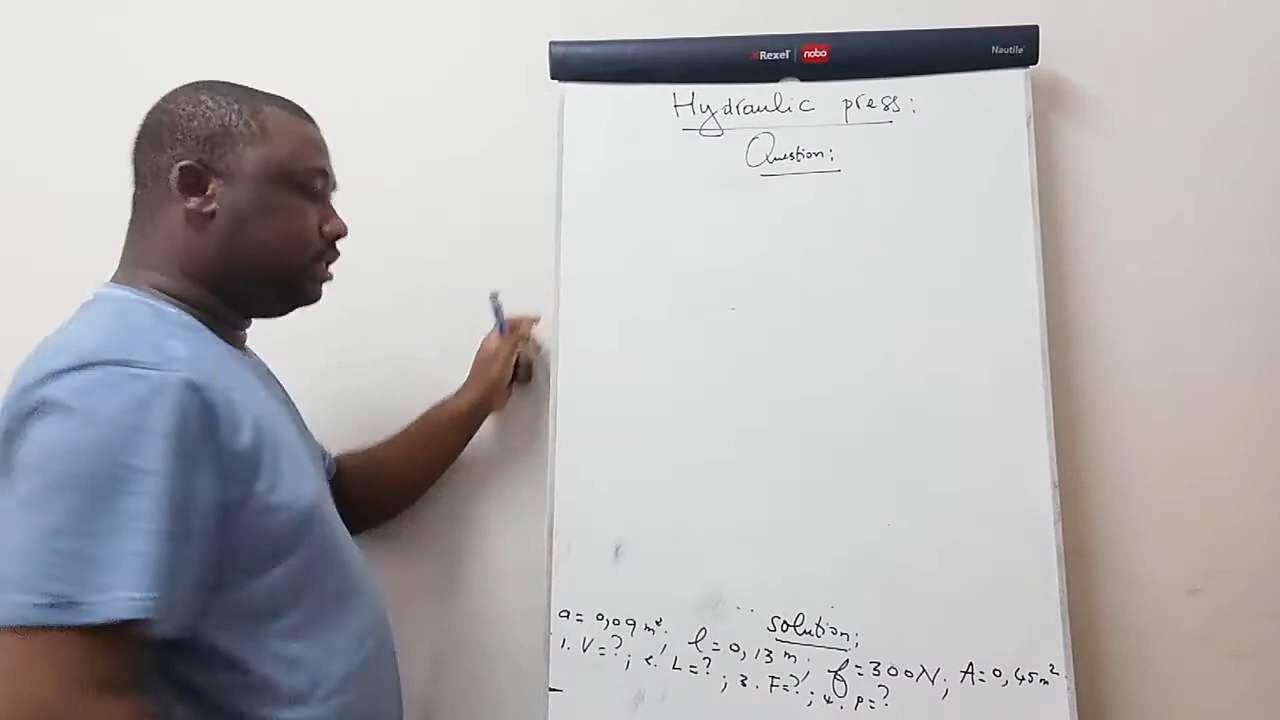 Rexel nobo Nautile
Hydraulic press:
Question:
solution:
a = 0,09 m²; l = 0,13 m; f = 300N; A = 0,45 m².
1. V = ?; 2. L = ?; 3. F = ?; 4. P = ?